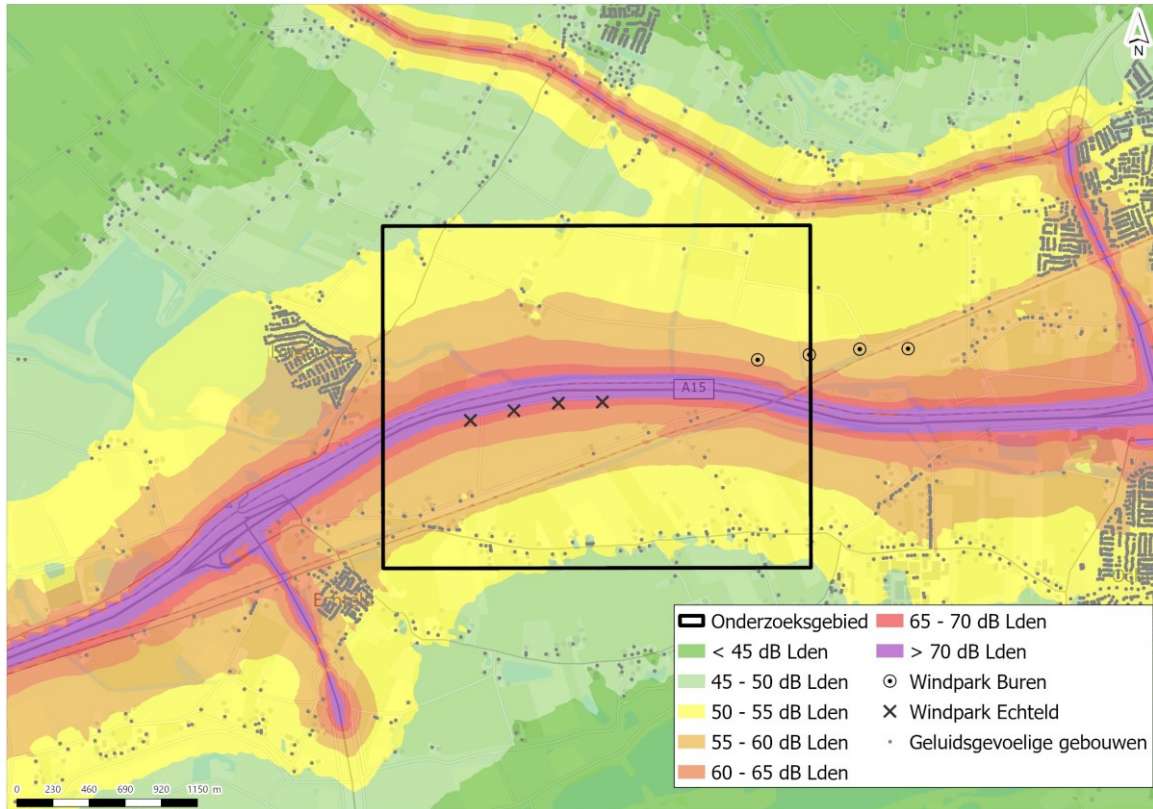 N
A15
Onderzoeksgebied
< 45 dB Lden
45 - 50 dB Lden
50 - 55 dB Lden
55 - 60 dB Lden
60 - 65 dB Lden
65 - 70 dB Lden
> 70 dB Lden
Windpark Buren
Windpark Echteld
Geluidsgevoelige gebouwen
0 230 460 690 920 1150 m